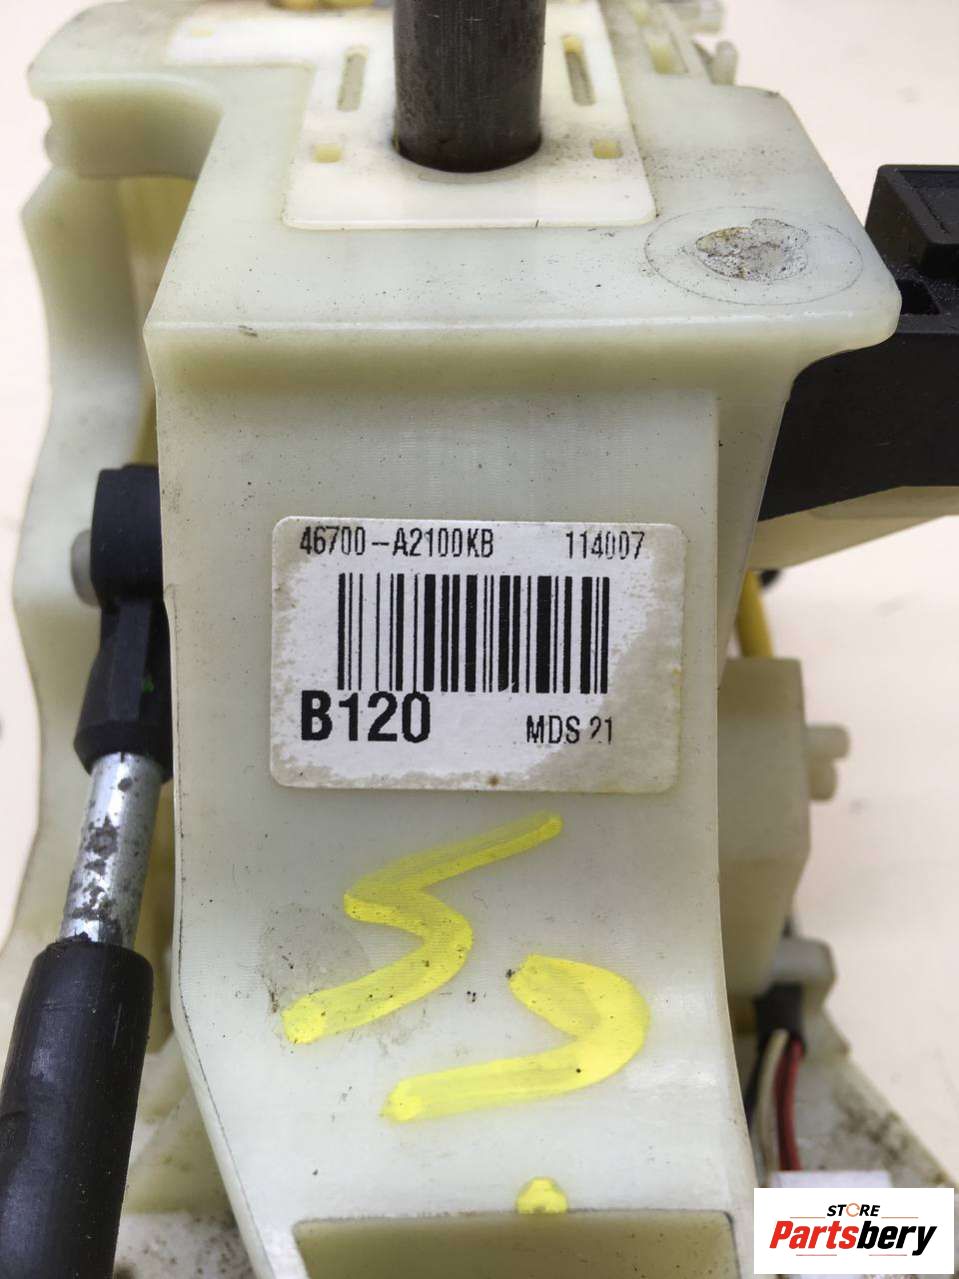 46700-A2100KB 114007
B120 MDS 21
STORE
Partsbery